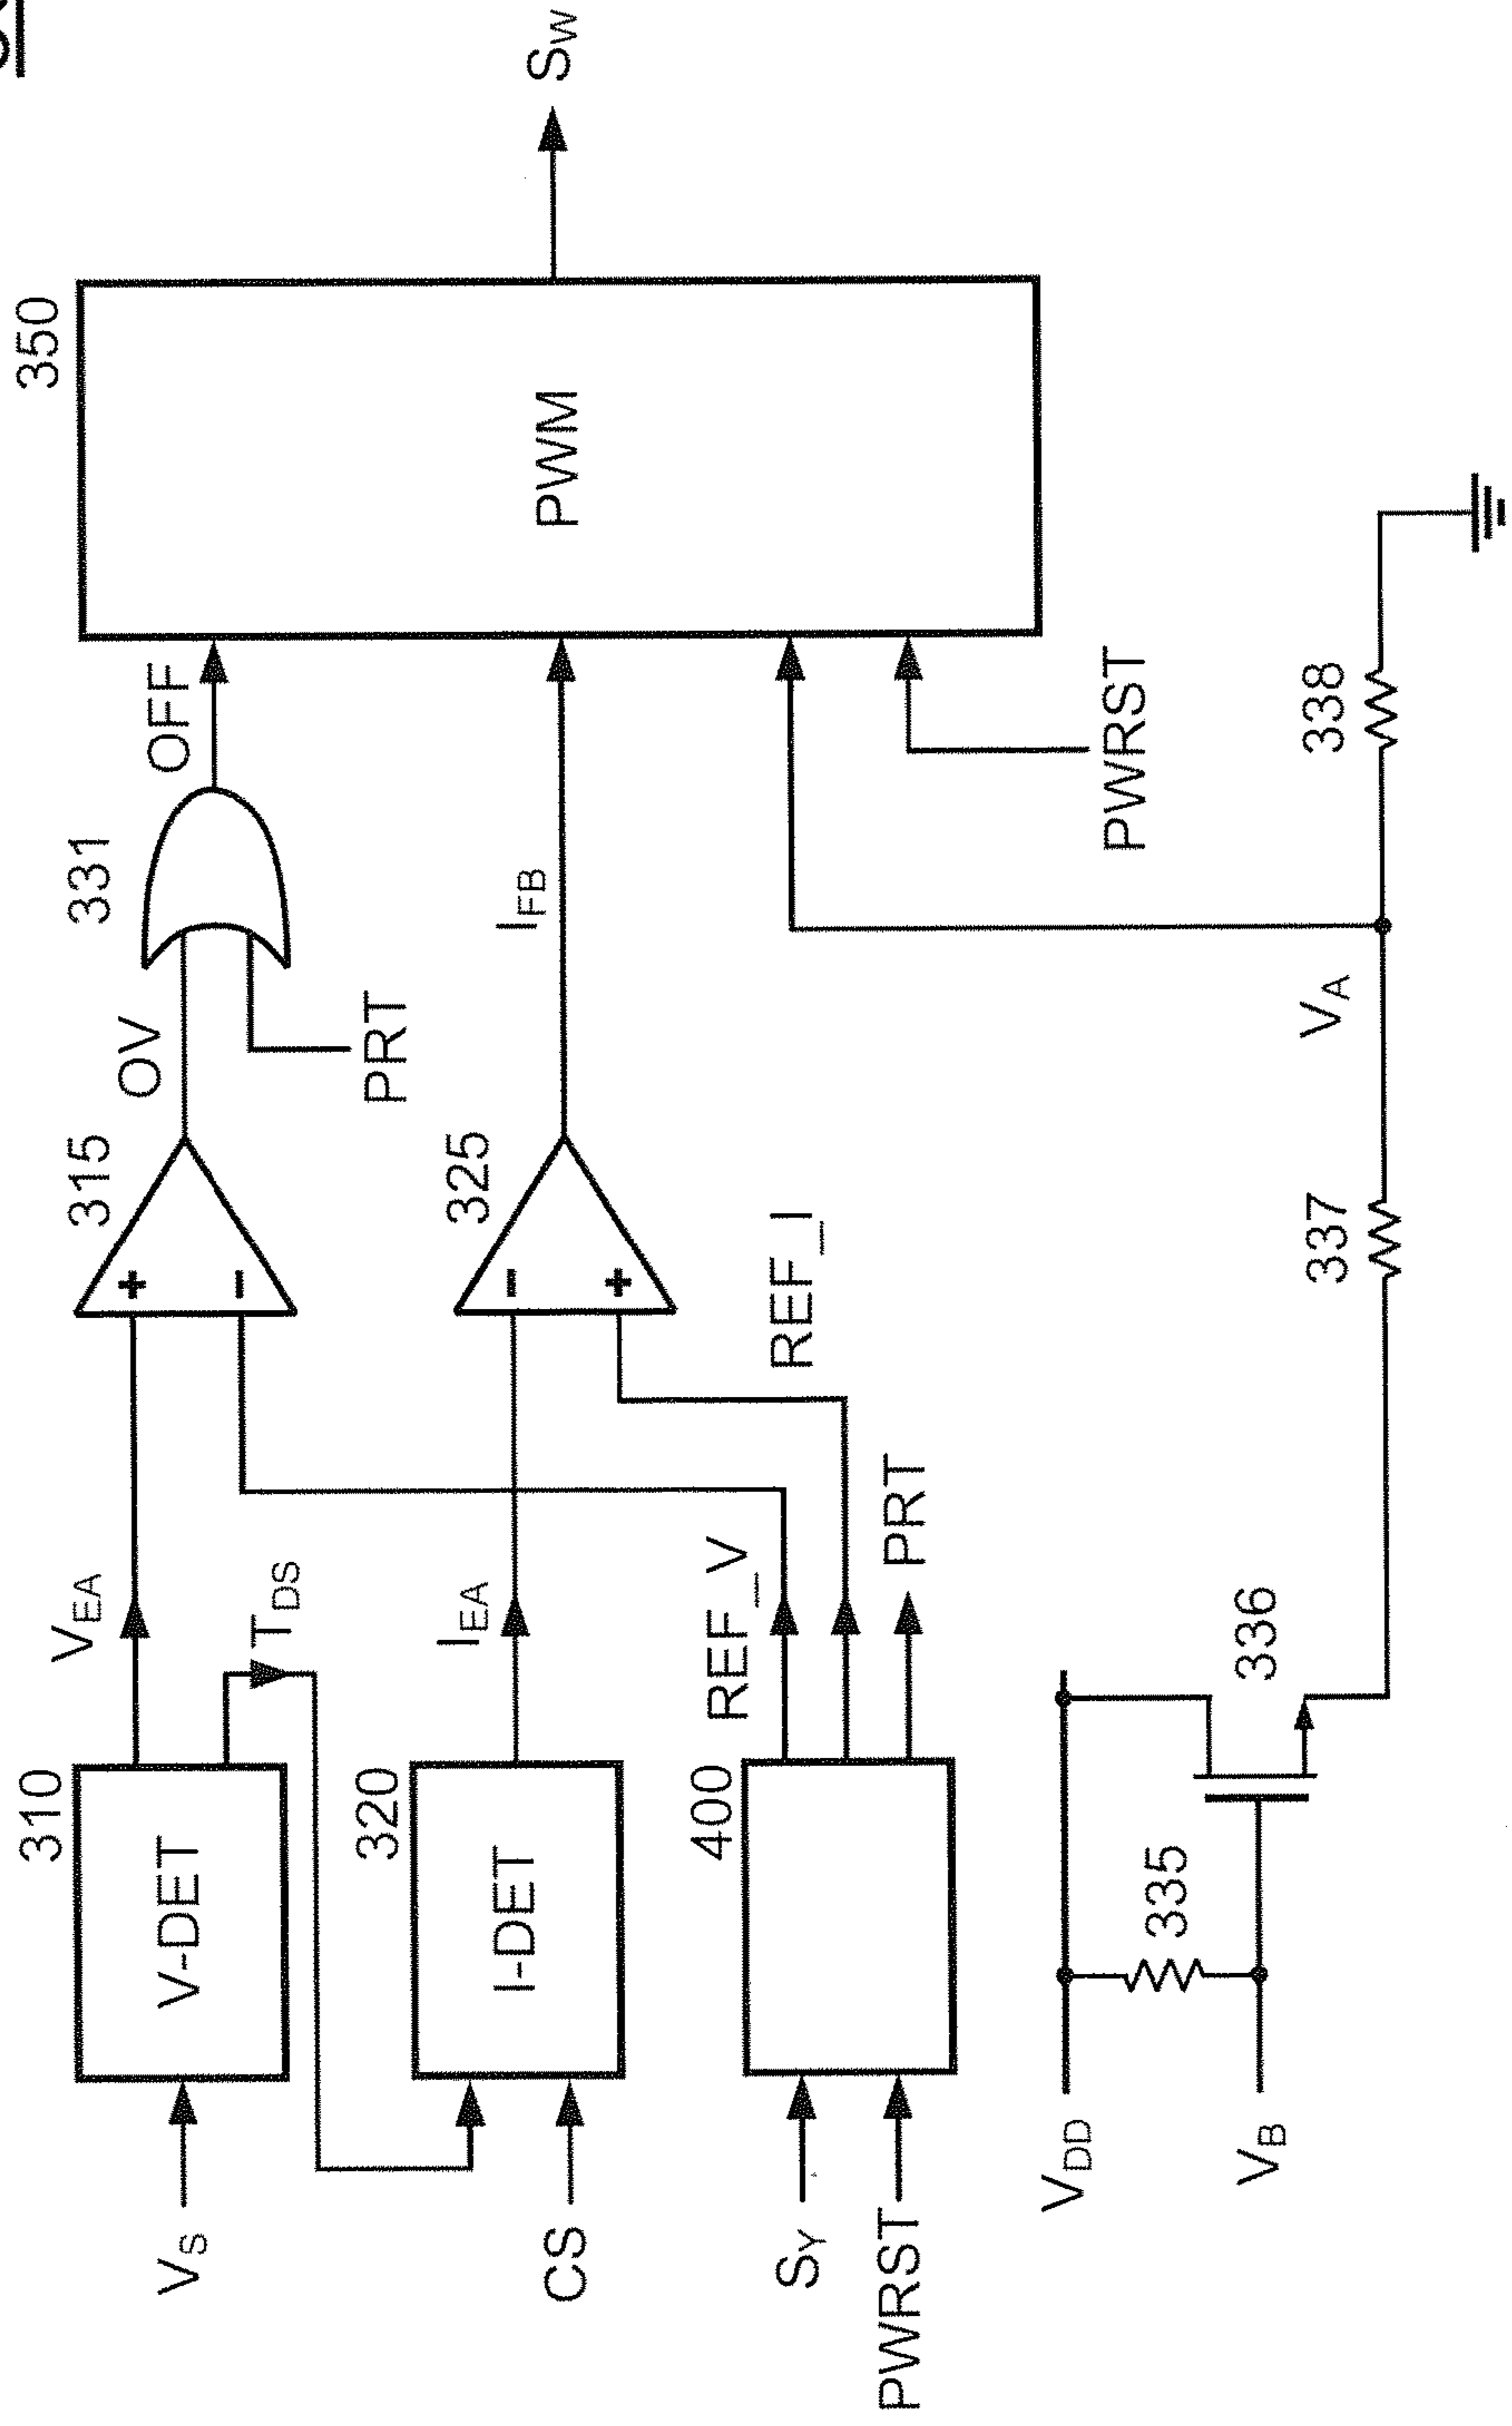 310
V-DET
V_S
V_EA
T_DS
315
+
-
OV
331
PRT
OFF
350
PWM
S_W
320
I-DET
CS
I_EA
325
-
+
I_FB
400
S_Y
PWRST
REF_V
REF_I
PRT
PWRST
V_DD
V_B
335
336
337
V_A
338